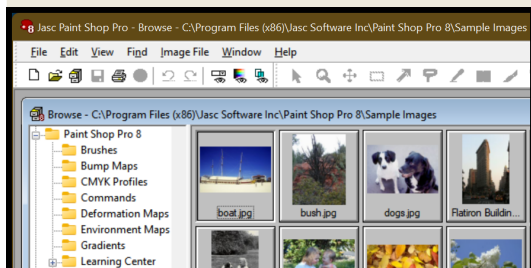 Jasc Paint Shop Pro - Browse - C:\Program Files (x86)\Jasc Software Inc\Paint Shop Pro 8\Sample Images
File Edit View Find Image File Window Help
Browse - C:\Program Files (x86)\Jasc Software Inc\Paint Shop Pro 8\Sample Images
Paint Shop Pro 8
Brushes
Bump Maps
CMYK Profiles
Commands
Deformation Maps
Environment Maps
Gradients
Learning Center
boat.jpg
bush.jpg
dogs.jpg
Flatiron Buildin...